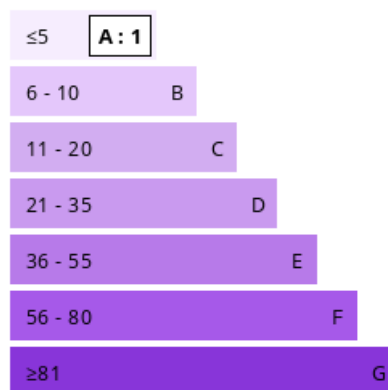 ≤5 A : 1
6 - 10 B
11 - 20 C
21 - 35 D
36 - 55 E
56 - 80 F
≥81 G